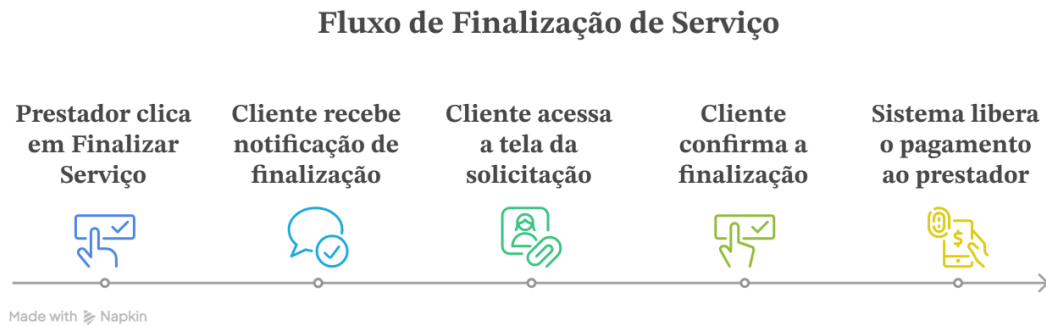 Fluxo de Finalização de Serviço
Prestador clica
em Finalizar
Serviço
Cliente recebe
notificação de
finalização
Cliente acessa
a tela da
solicitação
Cliente
confirma a
finalização
Sistema libera
o pagamento
ao prestador
$
Made with Napkin